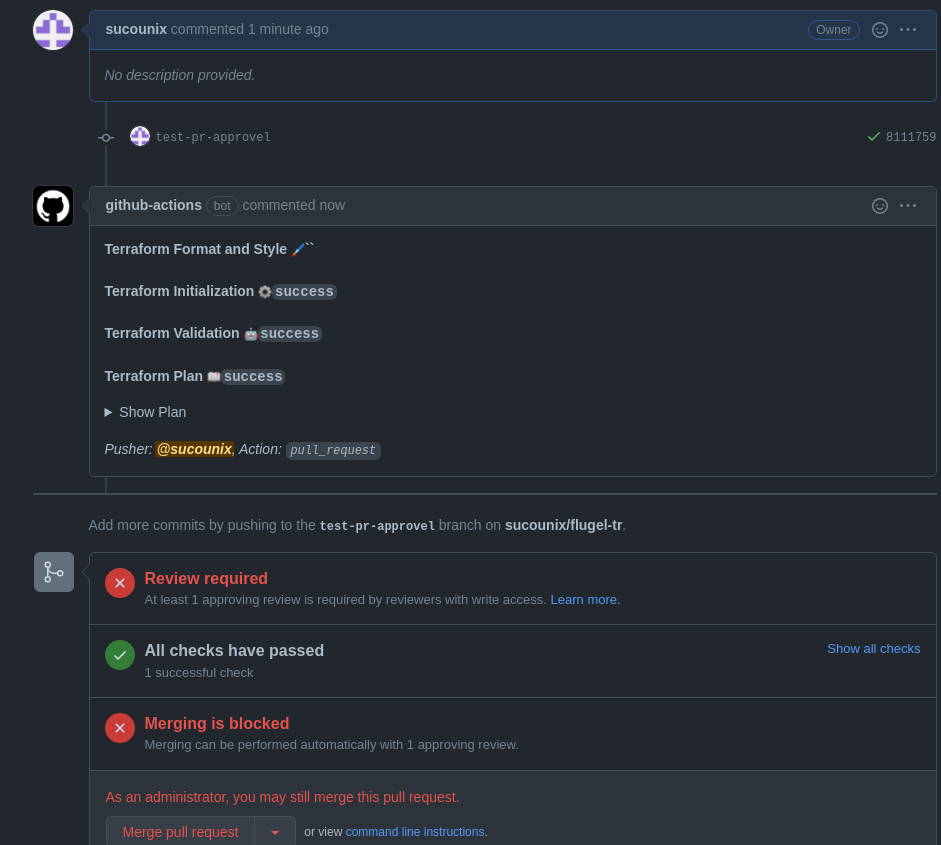 sucounix commented 1 minute ago Owner
No description provided.
test-pr-approvel 8111759
github-actions bot commented now
Terraform Format and Style 🖌``
Terraform Initialization ⚙️success
Terraform Validation 🤖success
Terraform Plan 📖success
Show Plan
Pusher: @sucounix, Action: pull_request
Add more commits by pushing to the test-pr-approvel branch on sucounix/flugel-tr.
Review required
At least 1 approving review is required by reviewers with write access. Learn more.
All checks have passed Show all checks
1 successful check
Merging is blocked
Merging can be performed automatically with 1 approving review.
As an administrator, you may still merge this pull request.
Merge pull request or view command line instructions.